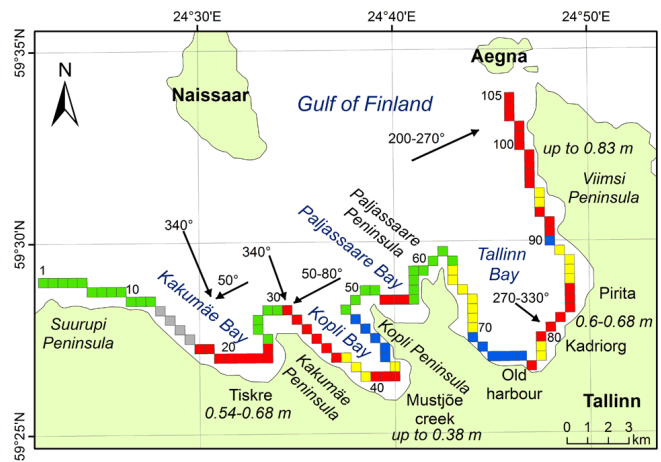 24°30'E
24°40'E
24°50'E
59°35'N
59°30'N
59°25'N
N
Naissaar
Aegna
Gulf of Finland
105
200-270°
100
up to 0.83 m
Viimsi
Peninsula
Paljassaare
Peninsula
Paljassaare Bay
340°
340°
50°
50-80°
60
Tallinn
Bay
90
1
10
Kakumäe Bay
30
50
270-330°
Pirita
0.6-0.68 m
Suurupi
Peninsula
20
Kopli Bay
Kopli Peninsula
70
80
Kadriorg
Kakumäe
Peninsula
40
Old
harbour
Tiskre
0.54-0.68 m
Mustjõe
creek
up to 0.38 m
Tallinn
0 1 2 3
km